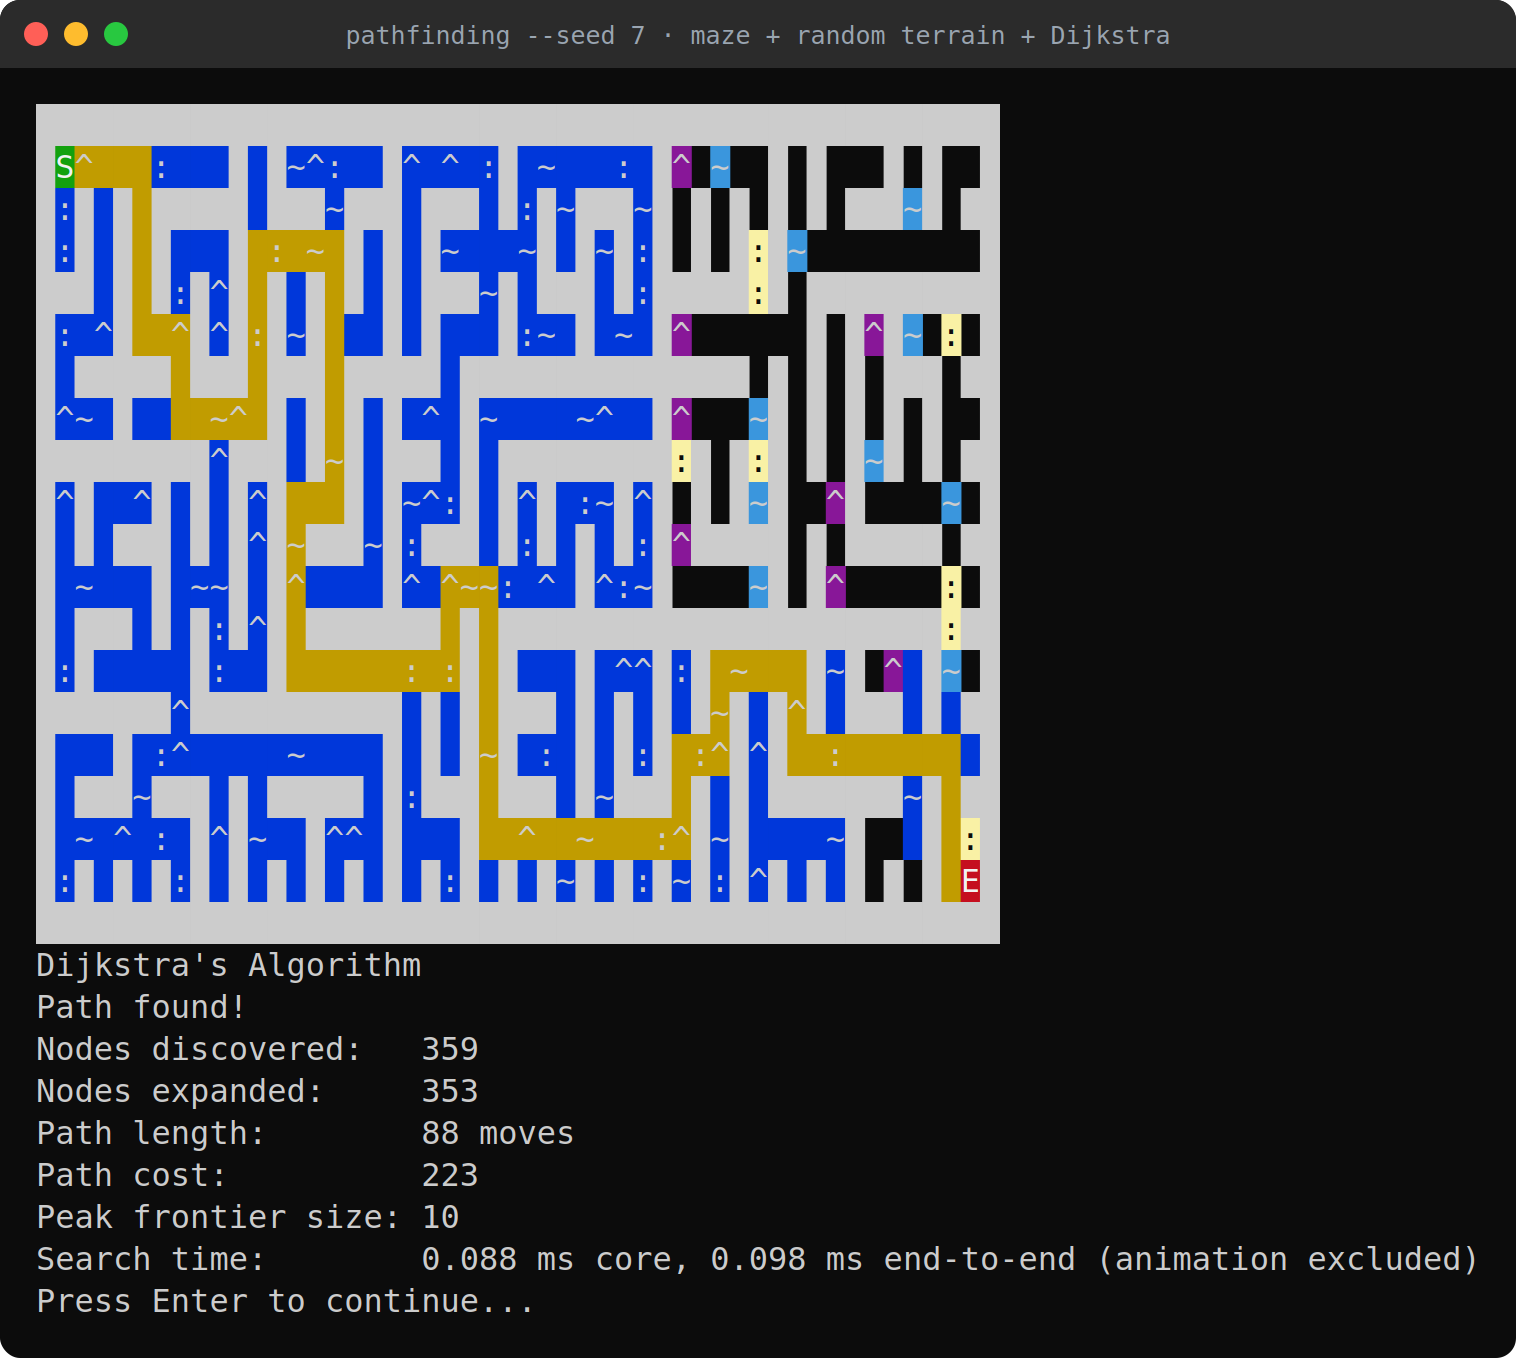 pathfinding --seed 7 · maze + random terrain + Dijkstra
S^ : ~^: ^ ^ : ~ : ^ ~
: ~ : ~ ~ ~
: : ~ ~ ~ ~ : : ~
: ^ ~ : :
: ^ ^ ^ : ~ :~ ~ ^ ^ ~ :
^~ ~^ ^ ~ ~^ ^ ~
^ ~ : : ~
^ ^ ^ ~^: ^ :~ ^ ~ ^ ~
^ ~ ~ : : : ^
~ ~~ ^ ^ ^~~: ^ ^:~ ~ ^ :
: ^ :
: : : : ^^ : ~ ~ ^ ~
^ ~ ^
:^ ~ ~ : : :^ ^ :
~ : ~ ~
~ ^ : ^ ~ ^^ ^ ~ :^ ~ ~ :
: : : ~ : ~ : ^ E
Dijkstra's Algorithm
Path found!
Nodes discovered: 359
Nodes expanded: 353
Path length: 88 moves
Path cost: 223
Peak frontier size: 10
Search time: 0.088 ms core, 0.098 ms end-to-end (animation excluded)
Press Enter to continue...